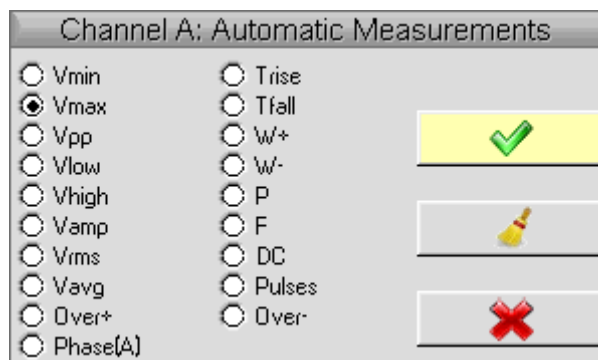 Channel A: Automatic Measurements
Vmin
Vmax
Vpp
Vlow
Vhigh
Vamp
Vrms
Vavg
Over+
Phase(A)
Trise
Tfall
W+
W-
P
F
DC
Pulses
Over-